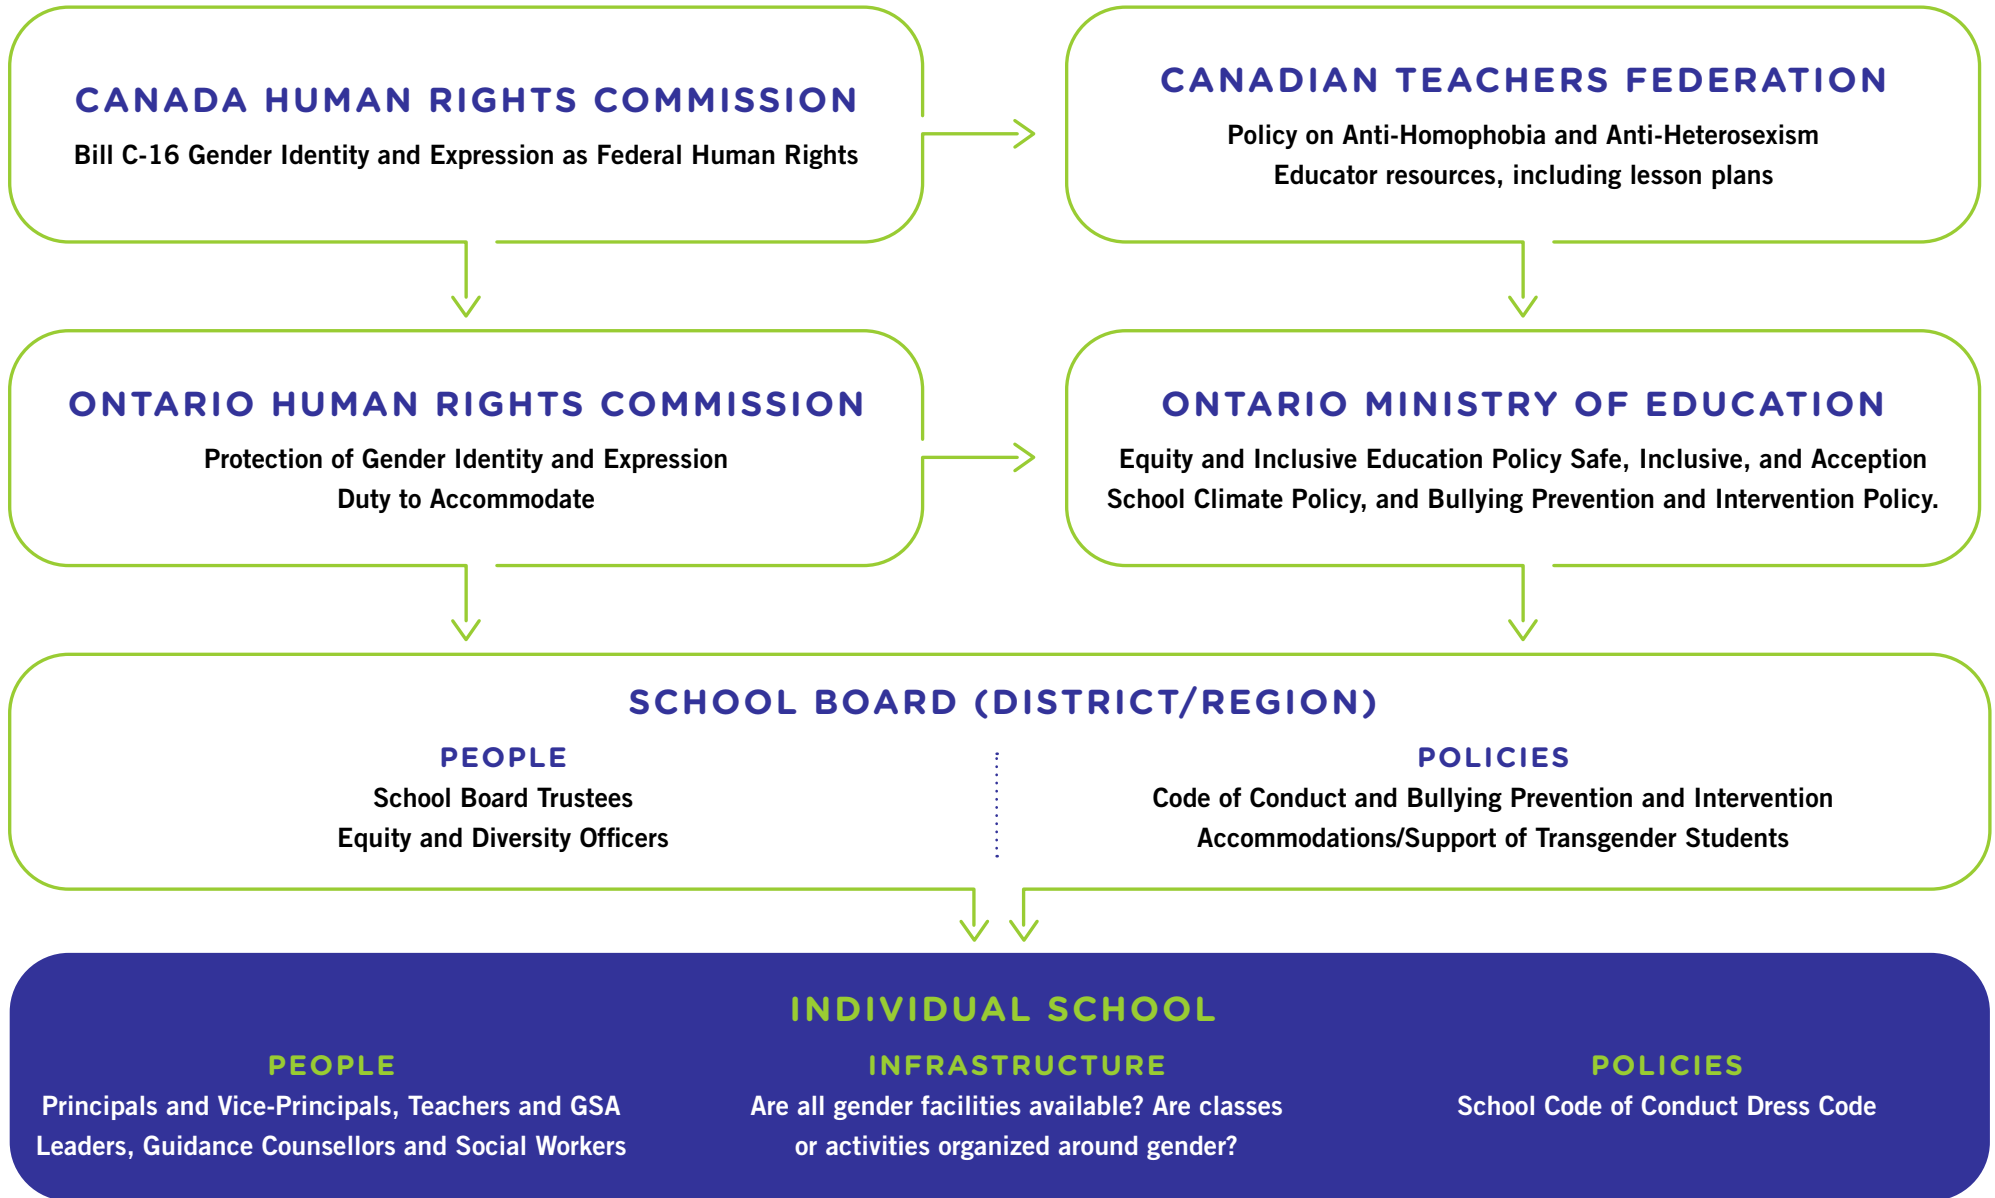 CANADA HUMAN RIGHTS COMMISSION
Bill C-16 Gender Identity and Expression as Federal Human Rights
CANADIAN TEACHERS FEDERATION
Policy on Anti-Homophobia and Anti-Heterosexism
Educator resources, including lesson plans
ONTARIO HUMAN RIGHTS COMMISSION
Protection of Gender Identity and Expression
Duty to Accommodate
ONTARIO MINISTRY OF EDUCATION
Equity and Inclusive Education Policy Safe, Inclusive, and Acception
School Climate Policy, and Bullying Prevention and Intervention Policy.
SCHOOL BOARD (DISTRICT/REGION)
PEOPLE
School Board Trustees
Equity and Diversity Officers
POLICIES
Code of Conduct and Bullying Prevention and Intervention
Accommodations/Support of Transgender Students
INDIVIDUAL SCHOOL
PEOPLE
Principals and Vice-Principals, Teachers and GSA
Leaders, Guidance Counsellors and Social Workers
INFRASTRUCTURE
Are all gender facilities available? Are classes
or activities organized around gender?
POLICIES
School Code of Conduct Dress Code